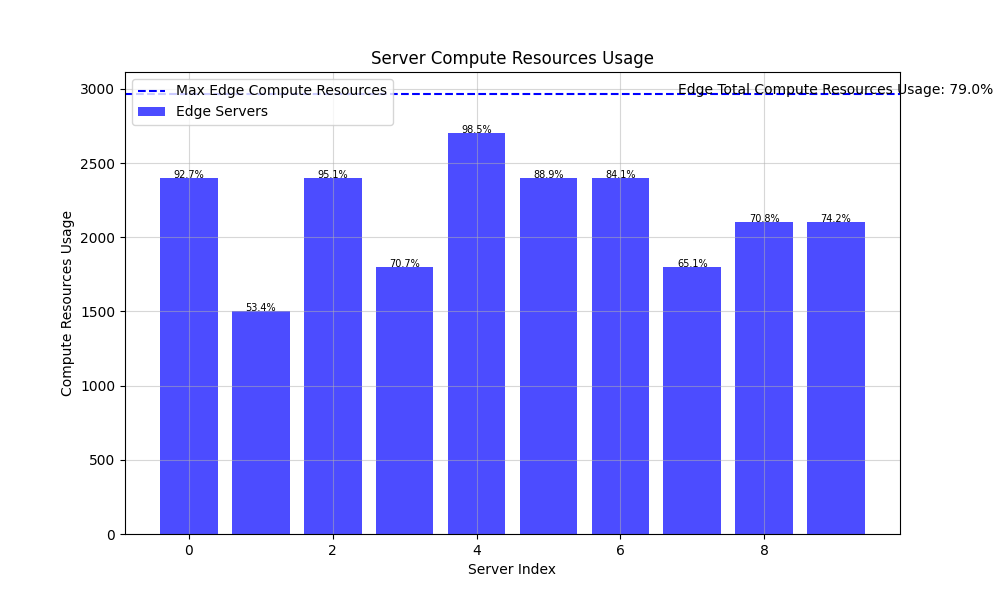 Server Compute Resources Usage
Max Edge Compute Resources
Edge Servers
Edge Total Compute Resources Usage: 79.0%
3000
2500
2000
1500
1000
500
0
Compute Resources Usage
92.7%
53.4%
95.1%
70.7%
98.5%
88.9%
84.1%
65.1%
70.8%
74.2%
0 2 4 6 8
Server Index